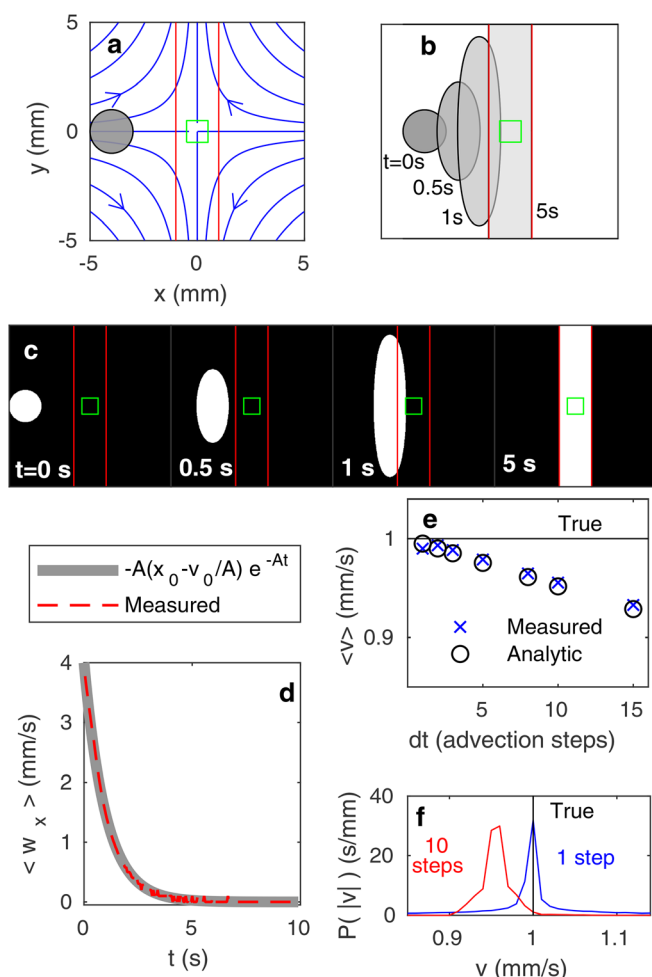 a
5
0
-5
y (mm)
-5 0 5
x (mm)
b
t=0s
0.5s
1s
5s
c
t=0 s
0.5 s
1 s
5 s
-A(x0-v0/A) e -At
Measured
d
4
3
2
1
0
< w x > (mm/s)
0 5 10
t (s)
e
True
1
0.9
<v> (mm/s)
Measured
Analytic
5 10 15
dt (advection steps)
f
True
40
20
0
P( |v| ) (s/mm)
10
steps
1 step
0.9 1 1.1
v (mm/s)